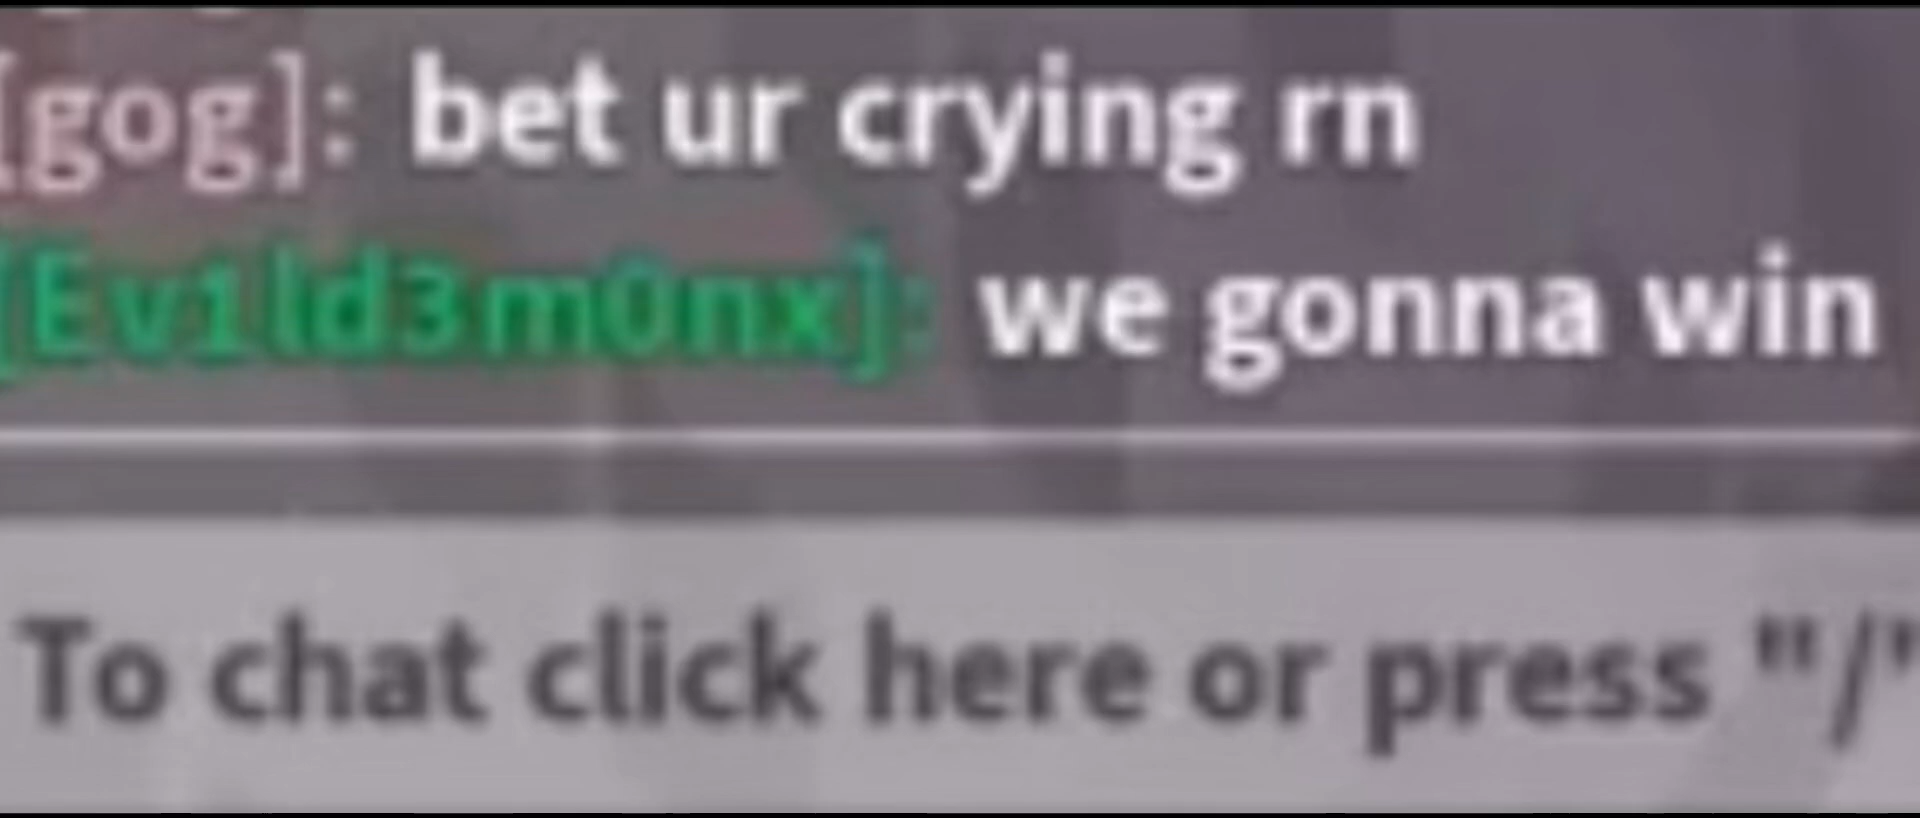 [gog]: bet ur crying rn
[Ev1ld3m0nx]: we gonna win
To chat click here or press "/"